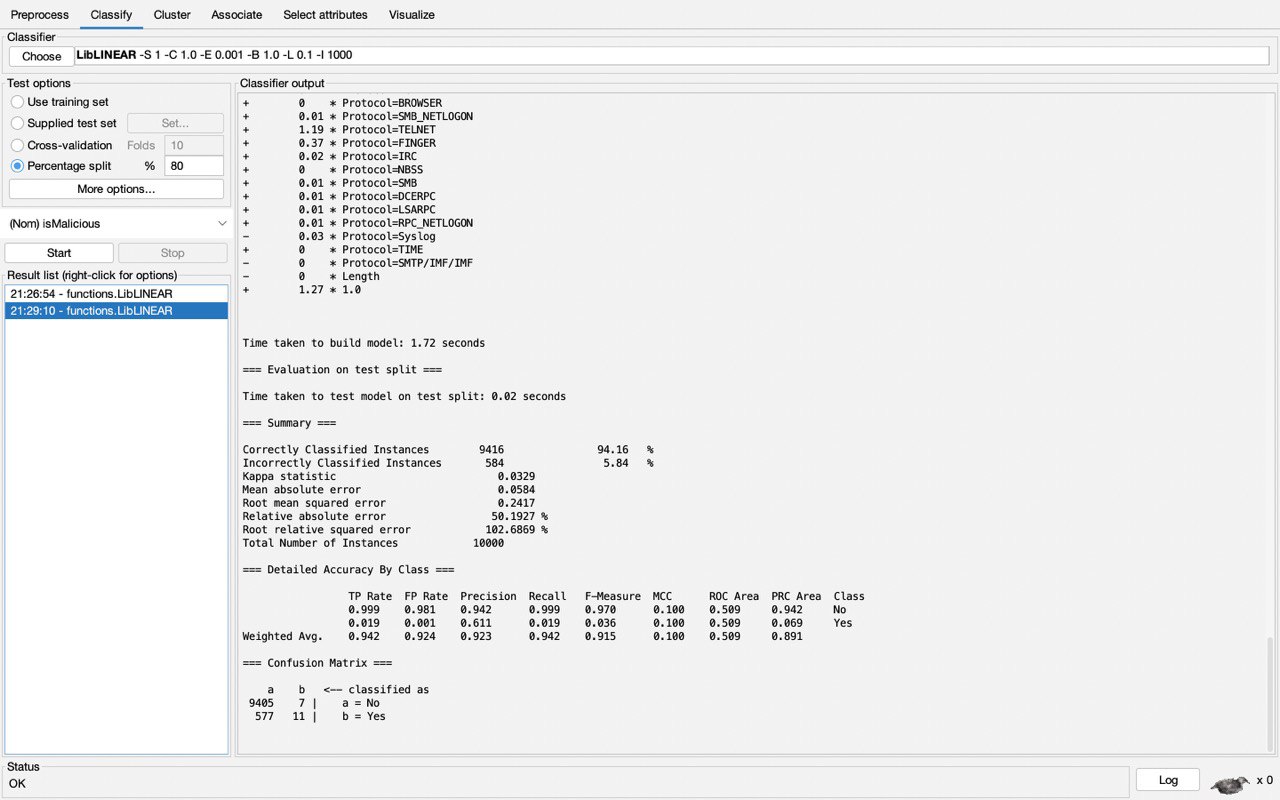 Preprocess Classify Cluster Associate Select attributes Visualize
Classifier
Choose LibLINEAR -S 1 -C 1.0 -E 0.001 -B 1.0 -L 0.1 -I 1000
Test options
Use training set
Supplied test set Set...
Cross-validation Folds 10
Percentage split % 80
More options...
(Nom) isMalicious
Start Stop
Result list (right-click for options)
21:26:54 - functions.LibLINEAR
21:29:10 - functions.LibLINEAR
Classifier output
+ 0 * Protocol=BROWSER
+ 0.01 * Protocol=SMB_NETLOGON
+ 1.19 * Protocol=TELNET
+ 0.37 * Protocol=FINGER
+ 0.02 * Protocol=IRC
+ 0 * Protocol=NBSS
+ 0.01 * Protocol=SMB
+ 0.01 * Protocol=DCERPC
+ 0.01 * Protocol=LSARPC
+ 0.01 * Protocol=RPC_NETLOGON
- 0.03 * Protocol=Syslog
+ 0 * Protocol=TIME
- 0 * Protocol=SMTP/IMF/IMF
- 0 * Length
+ 1.27 * 1.0
Time taken to build model: 1.72 seconds
=== Evaluation on test split ===
Time taken to test model on test split: 0.02 seconds
=== Summary ===
Correctly Classified Instances 9416 94.16 %
Incorrectly Classified Instances 584 5.84 %
Kappa statistic 0.0329
Mean absolute error 0.0584
Root mean squared error 0.2417
Relative absolute error 50.1927 %
Root relative squared error 102.6869 %
Total Number of Instances 10000
=== Detailed Accuracy By Class ===
TP Rate FP Rate Precision Recall F-Measure MCC ROC Area PRC Area Class
0.999 0.981 0.942 0.999 0.970 0.100 0.509 0.942 No
0.019 0.001 0.611 0.019 0.036 0.100 0.509 0.069 Yes
Weighted Avg. 0.942 0.924 0.923 0.942 0.915 0.100 0.509 0.891
=== Confusion Matrix ===
a b <-- classified as
9405 7 | a = No
577 11 | b = Yes
Status
OK
Log x 0